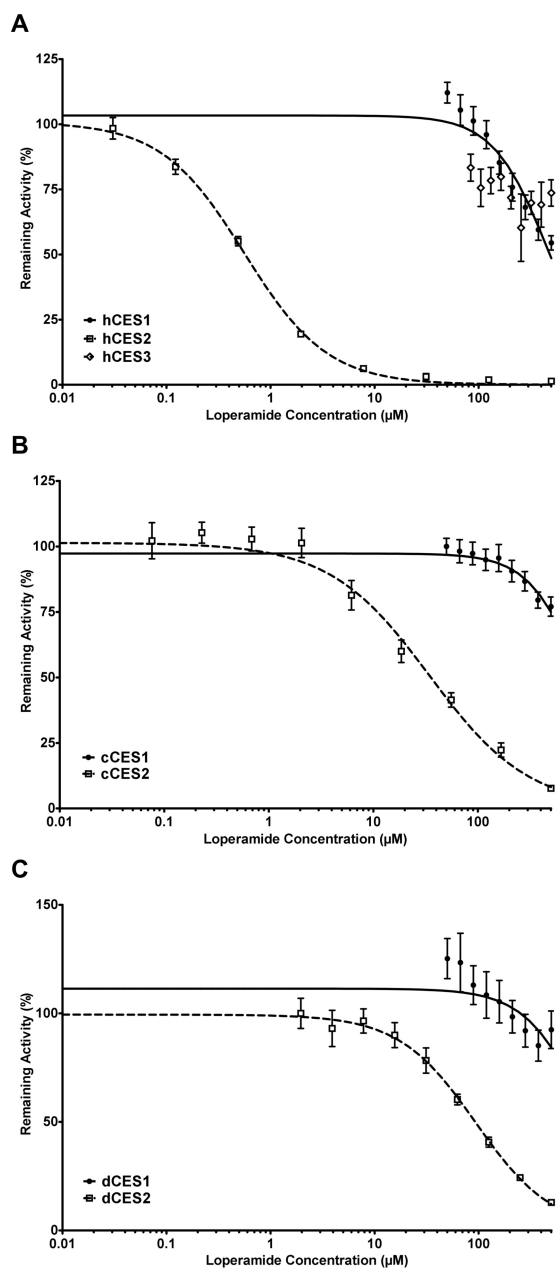 A
125
100
75
50
25
0
Remaining Activity (%)
hCES1
hCES2
hCES3
0.01 0.1 1 10 100
Loperamide Concentration (µM)
B
125
100
75
50
25
0
Remaining Activity (%)
cCES1
cCES2
0.01 0.1 1 10 100
Loperamide Concentration (µM)
C
150
100
50
0
Remaining Activity (%)
dCES1
dCES2
0.01 0.1 1 10 100
Loperamide Concentration (µM)